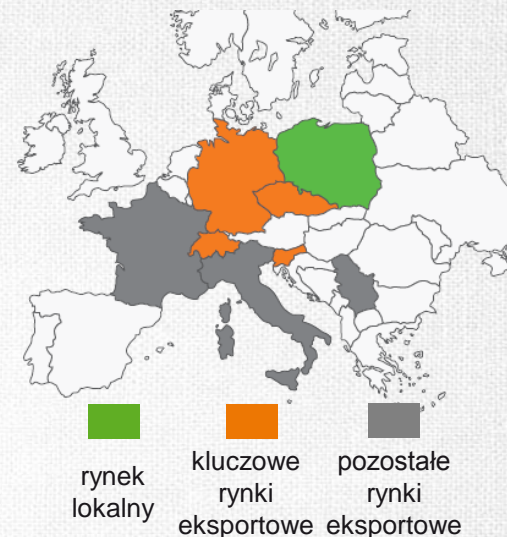 rynek
lokalny
kluczowe
rynki
eksportowe
pozostałe
rynki
eksportowe